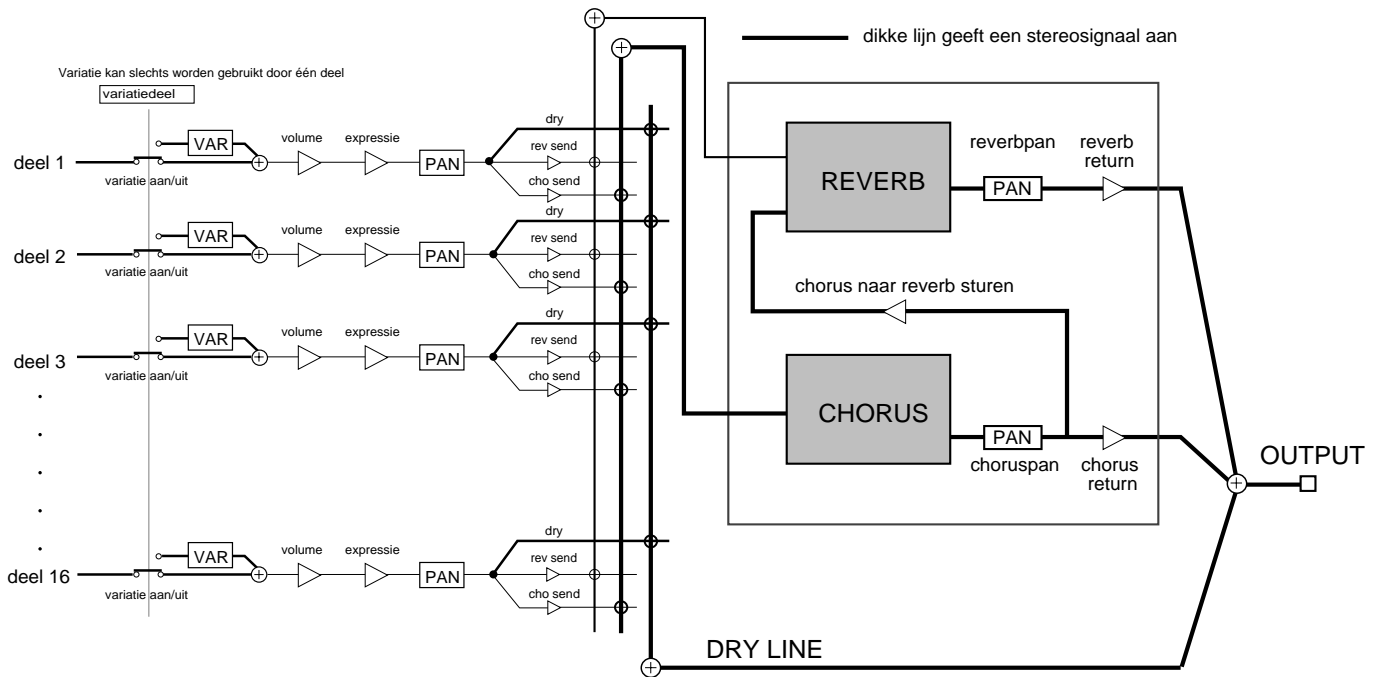 dikke lijn geeft een stereosignaal aan
Variatie kan slechts worden gebruikt door één deel
variatiedeel
deel 1
VAR
variatie aan/uit
volume
expressie
PAN
dry
rev send
cho send
deel 2
VAR
variatie aan/uit
volume
expressie
PAN
dry
rev send
cho send
deel 3
VAR
variatie aan/uit
volume
expressie
PAN
dry
rev send
cho send
deel 16
VAR
variatie aan/uit
volume
expressie
PAN
dry
rev send
cho send
REVERB
reverbpan
PAN
reverb
return
chorus naar reverb sturen
CHORUS
PAN
choruspan
chorus
return
OUTPUT
DRY LINE